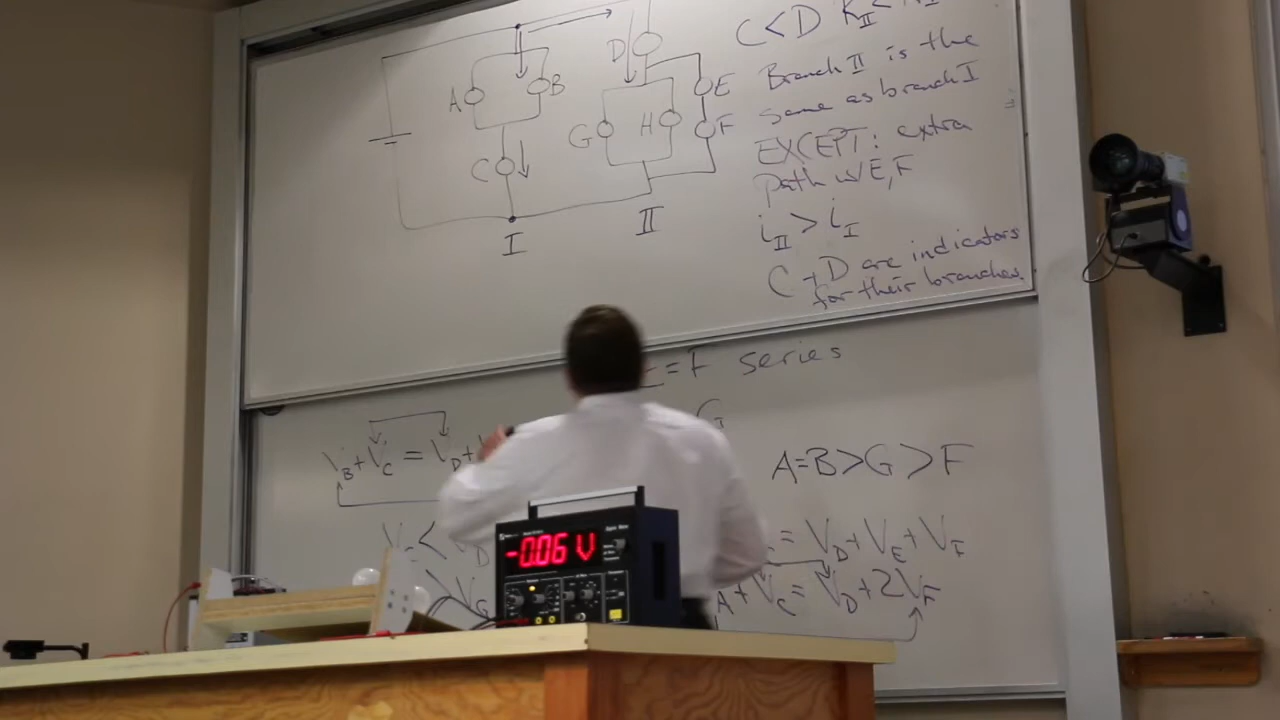 C<D
Branch II is the
same as branch I
EXCEPT: extra
path w/ E, F
i_II > i_I
C + D are indicators
for their branches.
A
B
C
D
E
F
G
H
I
II
E=F series
G
V_B+V_C = V_D+
A=B>G>F
= V_D+V_E+V_F
A+V_C = V_D+2V_F
-0.06 V